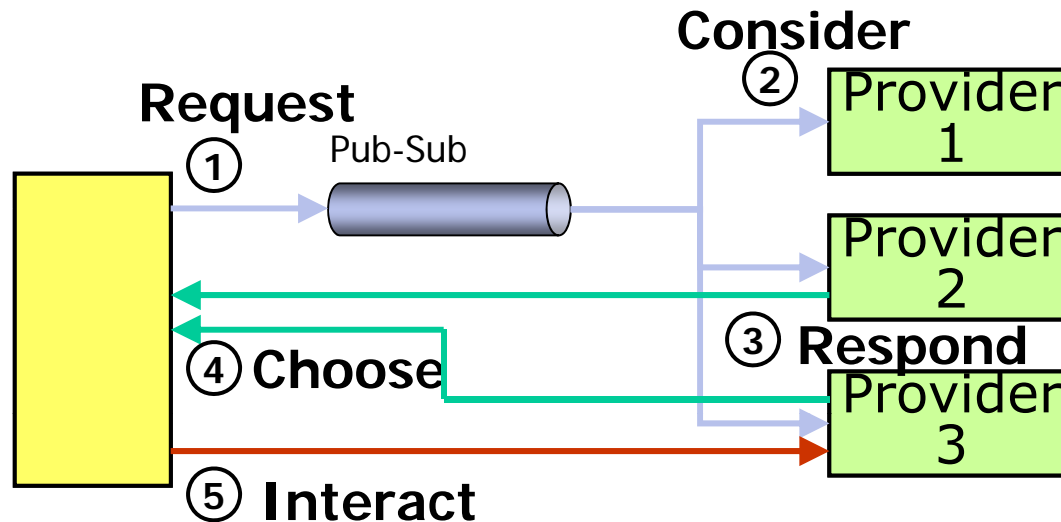 Consider
2
Provider
1
Request
1
Pub-Sub
Provider
2
3 Respond
4 Choose
Provider
3
5 Interact